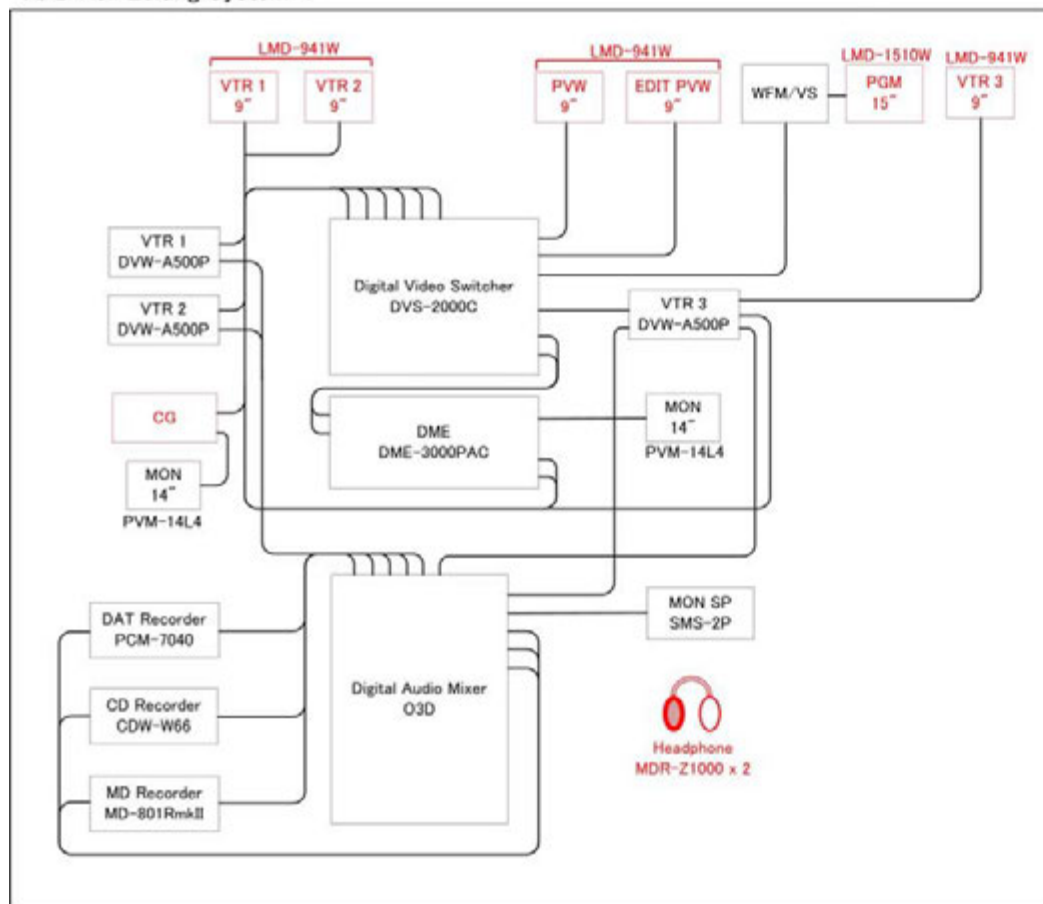 LMD-941W
VTR 1
9"
VTR 2
9"
LMD-941W
PVW
9"
EDIT PVW
9"
WFM/VS
LMD-1510W
PGM
15"
LMD-941W
VTR 3
9"
VTR 1
DVW-A500P
VTR 2
DVW-A500P
Digital Video Switcher
DVS-2000C
VTR 3
DVW-A500P
CG
MON
14"
PVM-14L4
DME
DME-3000PAC
MON
14"
PVM-14L4
DAT Recorder
PCM-7040
CD Recorder
CDW-W66
MD Recorder
MD-801RmkII
Digital Audio Mixer
O3D
MON SP
SMS-2P
Headphone
MDR-Z1000 x 2